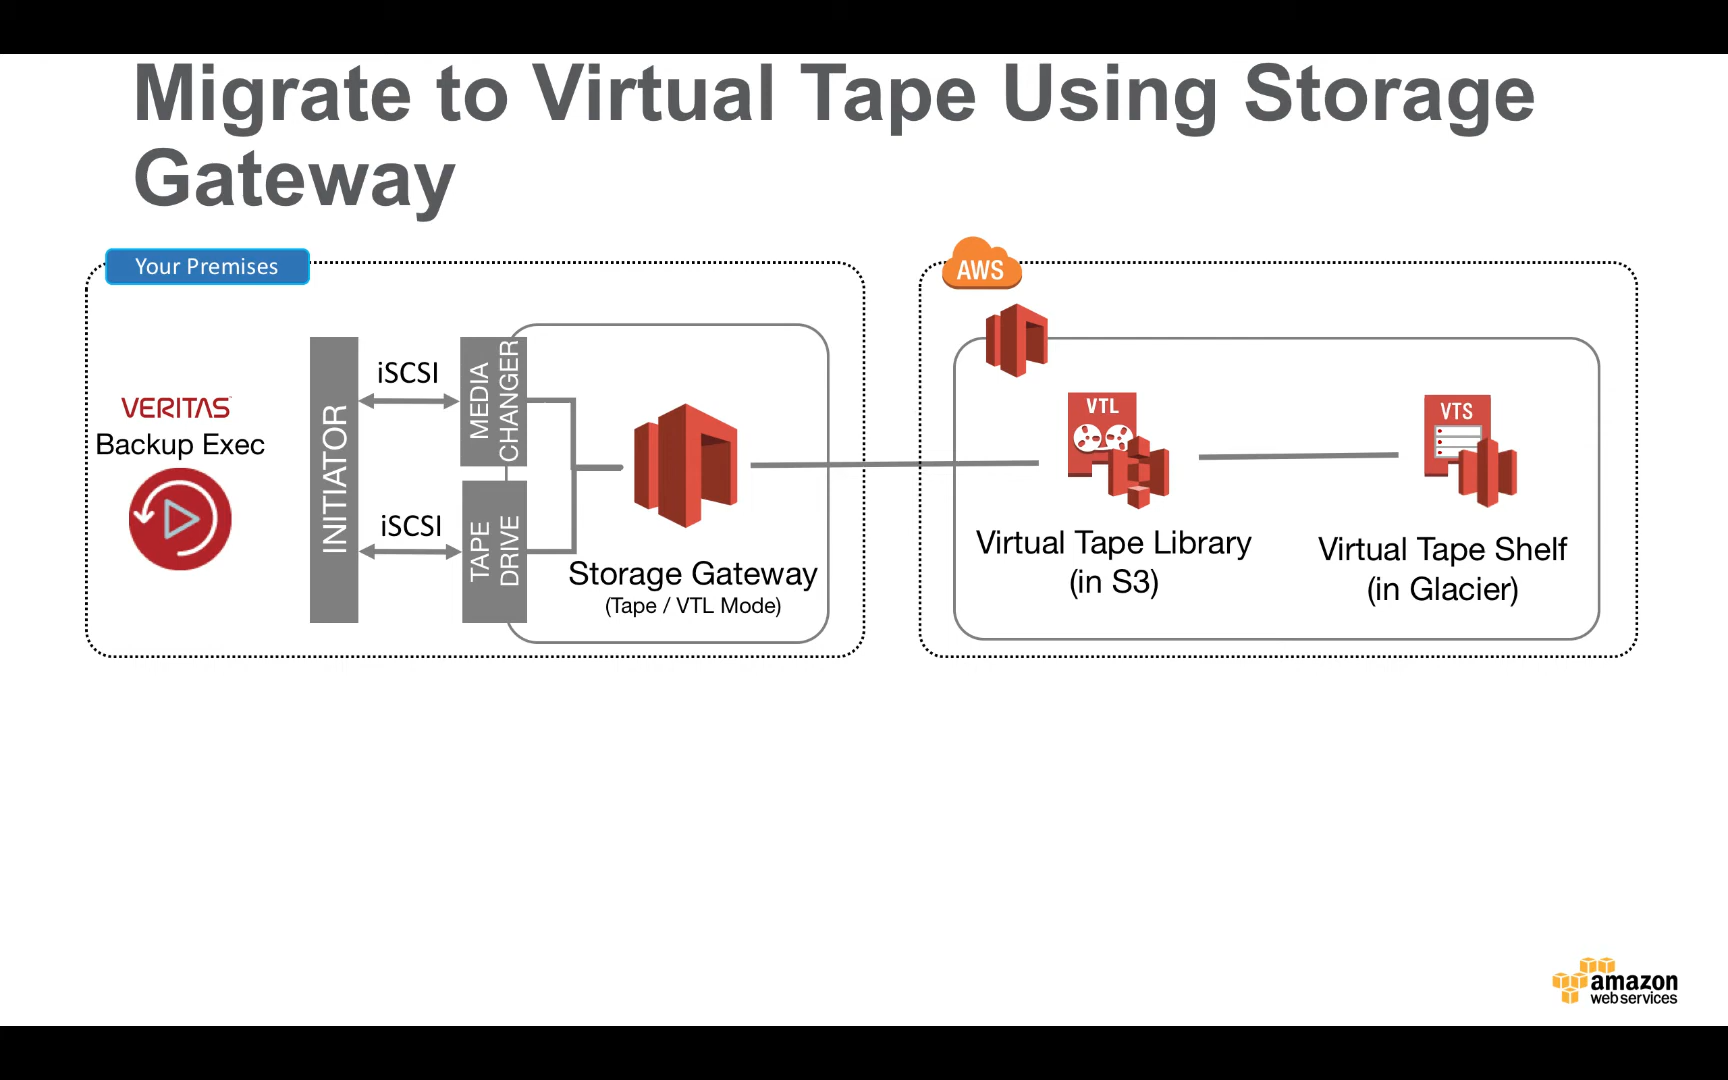 Migrate to Virtual Tape Using Storage
Gateway
Your Premises
AWS
VERITAS
Backup Exec
INITIATOR
iSCSI
iSCSI
MEDIA
CHANGER
TAPE
DRIVE
Storage Gateway
(Tape / VTL Mode)
VTL
Virtual Tape Library
(in S3)
VTS
Virtual Tape Shelf
(in Glacier)
amazon
webservices